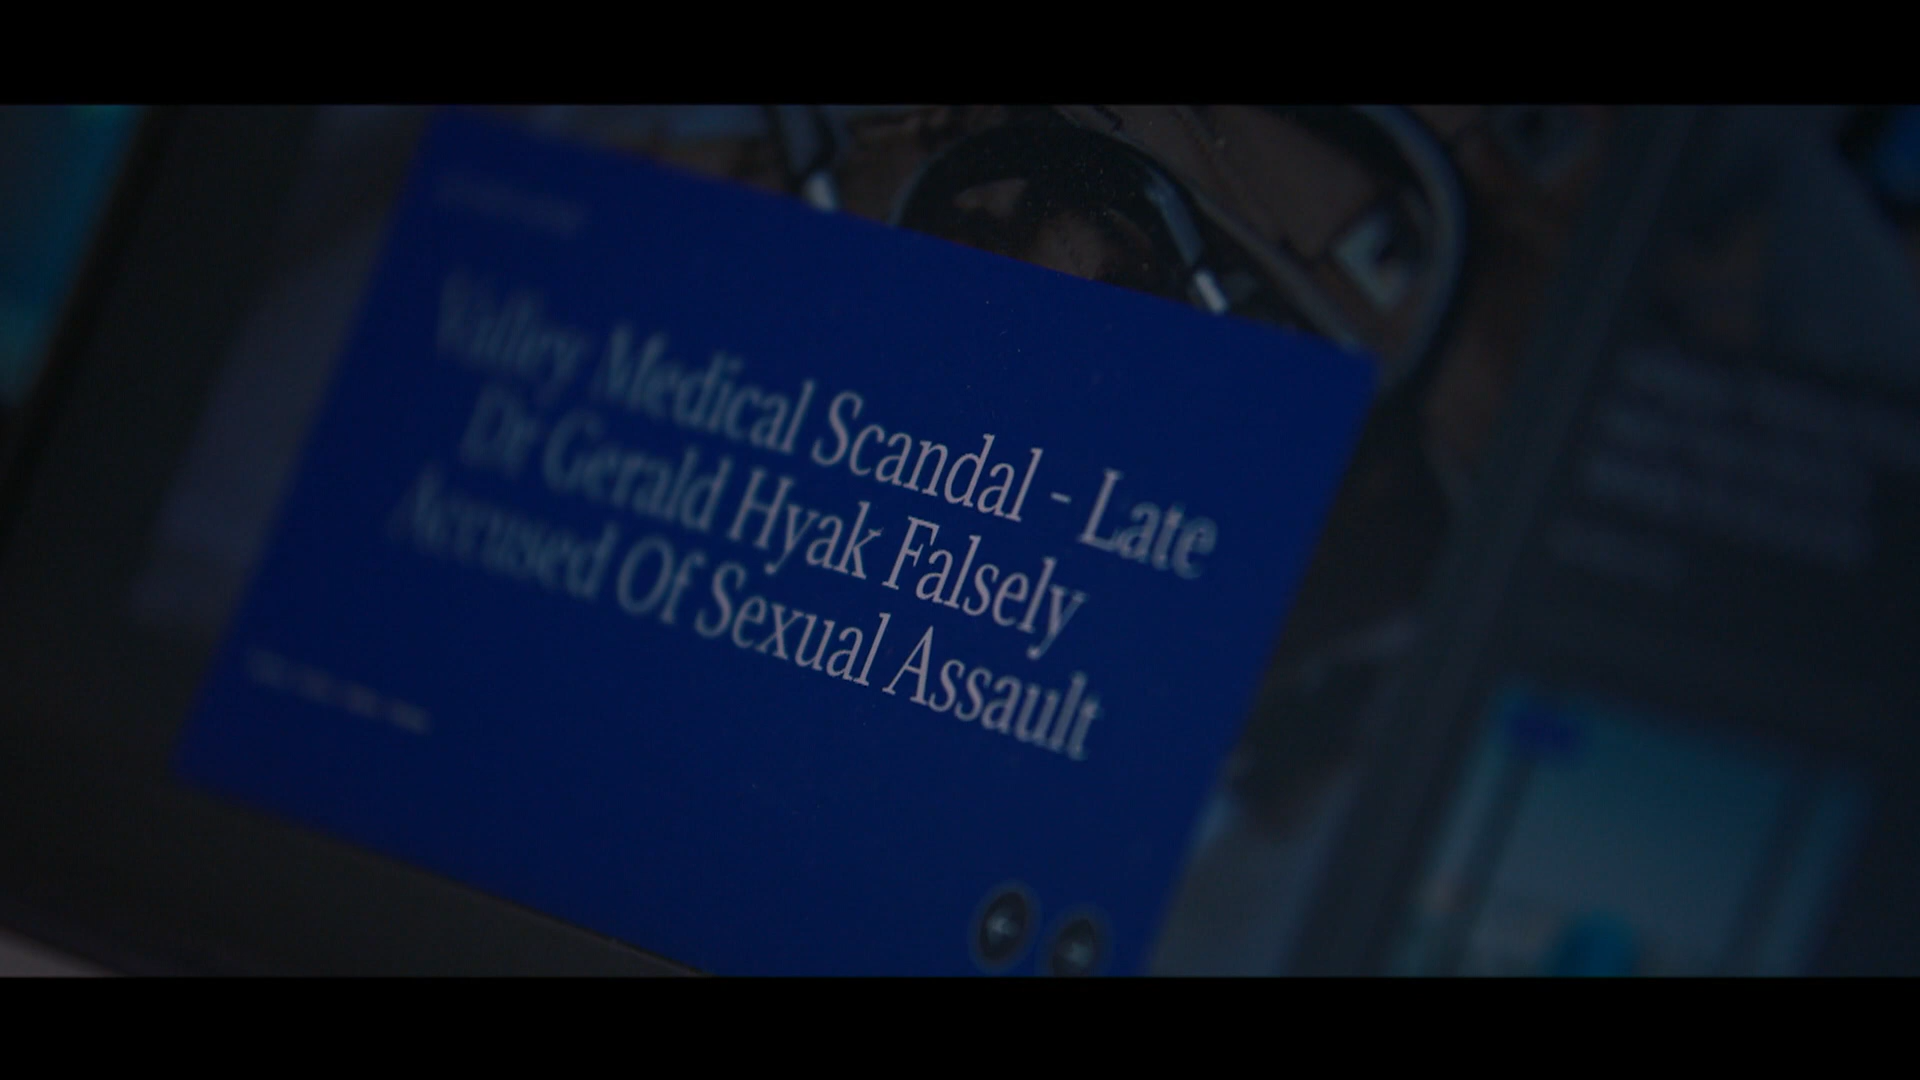 Valley Medical Scandal - Late
Dr Gerald Hyak Falsely
Accused Of Sexual Assault